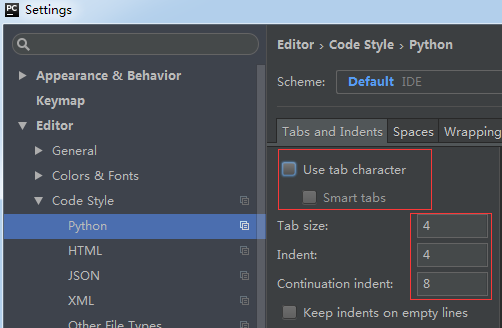 PC Settings
Editor › Code Style › Python
Appearance & Behavior
Scheme: Default IDE
Keymap
Editor
Tabs and Indents Spaces Wrapping
General
Use tab character
Colors & Fonts
Smart tabs
Code Style
Python
Tab size: 4
HTML
Indent: 4
JSON
Continuation indent: 8
XML
Keep indents on empty lines
Other File Types